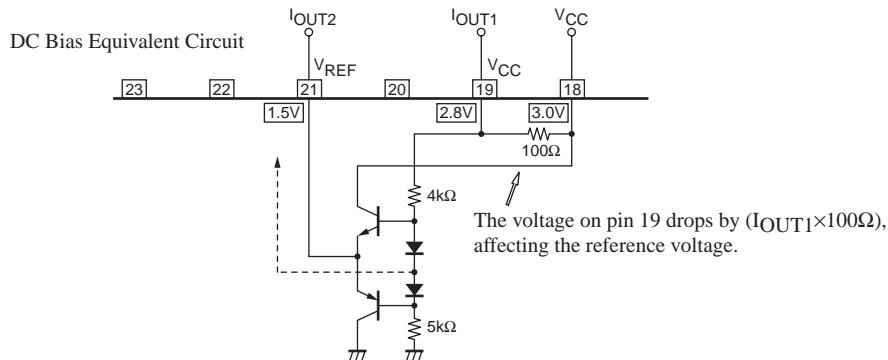 IOUT2 IOUT1 VCC
DC Bias Equivalent Circuit
VREF VCC
23 22 21 20 19 18
1.5V 2.8V 3.0V
100Ω
4kΩ
The voltage on pin 19 drops by (IOUT1×100Ω),
affecting the reference voltage.
5kΩ